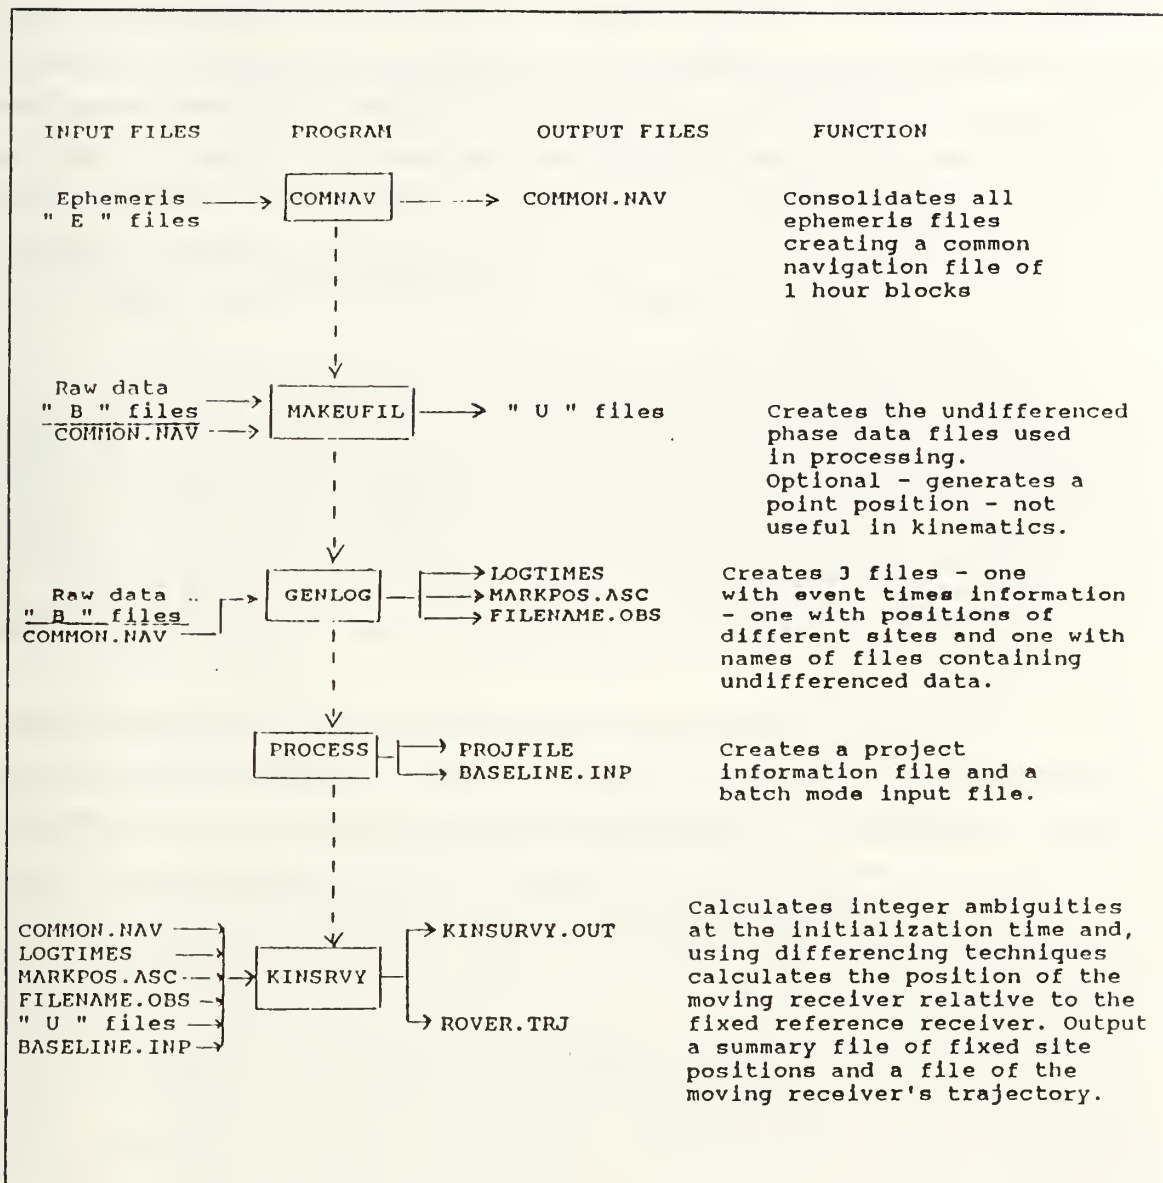 INPUT FILES PROGRAM OUTPUT FILES FUNCTION
Ephemeris
" E " files
COMNAV
COMMON.NAV
Consolidates all
ephemeris files
creating a common
navigation file of
1 hour blocks
Raw data
" B " files
COMMON.NAV
MAKEUFIL
" U " files
Creates the undifferenced
phase data files used
in processing.
Optional - generates a
point position - not
useful in kinematics.
Raw data
" B " files
COMMON.NAV
GENLOG
LOGTIMES
MARKPOS.ASC
FILENAME.OBS
Creates 3 files - one
with event times information
- one with positions of
different sites and one with
names of files containing
undifferenced data.
PROCESS
PROJFILE
BASELINE.INP
Creates a project
information file and a
batch mode input file.
COMMON.NAV
LOGTIMES
MARKPOS.ASC
FILENAME.OBS
" U " files
BASELINE.INP
KINSRVY
KINSURVY.OUT
ROVER.TRJ
Calculates integer ambiguities
at the initialization time and,
using differencing techniques
calculates the position of the
moving receiver relative to the
fixed reference receiver. Output
a summary file of fixed site
positions and a file of the
moving receiver's trajectory.